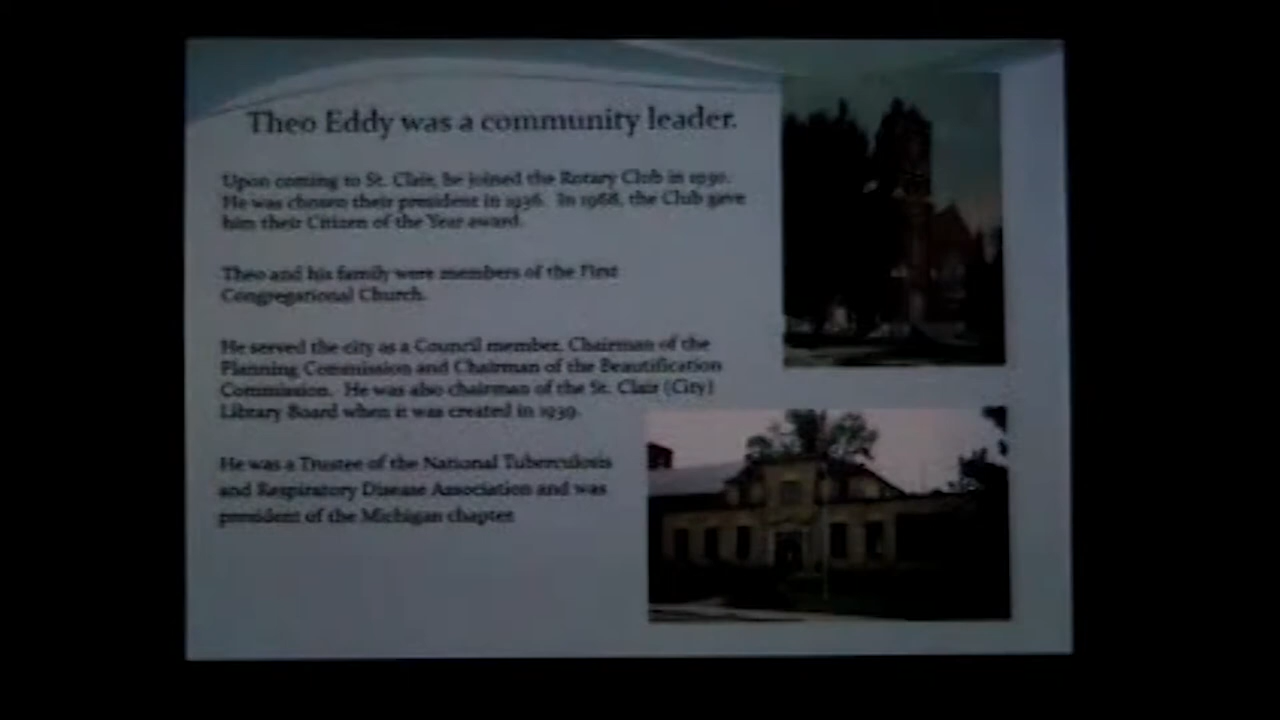 Theo Eddy was a community leader.
Upon coming to St. Clair, he joined the Rotary Club in 1930.
He was chosen their president in 1936. In 1968, the Club gave
him their Citizen of the Year award.
Theo and his family were members of the First
Congregational Church.
He served the city as a Council member, Chairman of the
Planning Commission and Chairman of the Beautification
Commission. He was also chairman of the St. Clair (City)
Library Board when it was created in 1939.
He was a Trustee of the National Tuberculosis
and Respiratory Disease Association and was
president of the Michigan chapter.